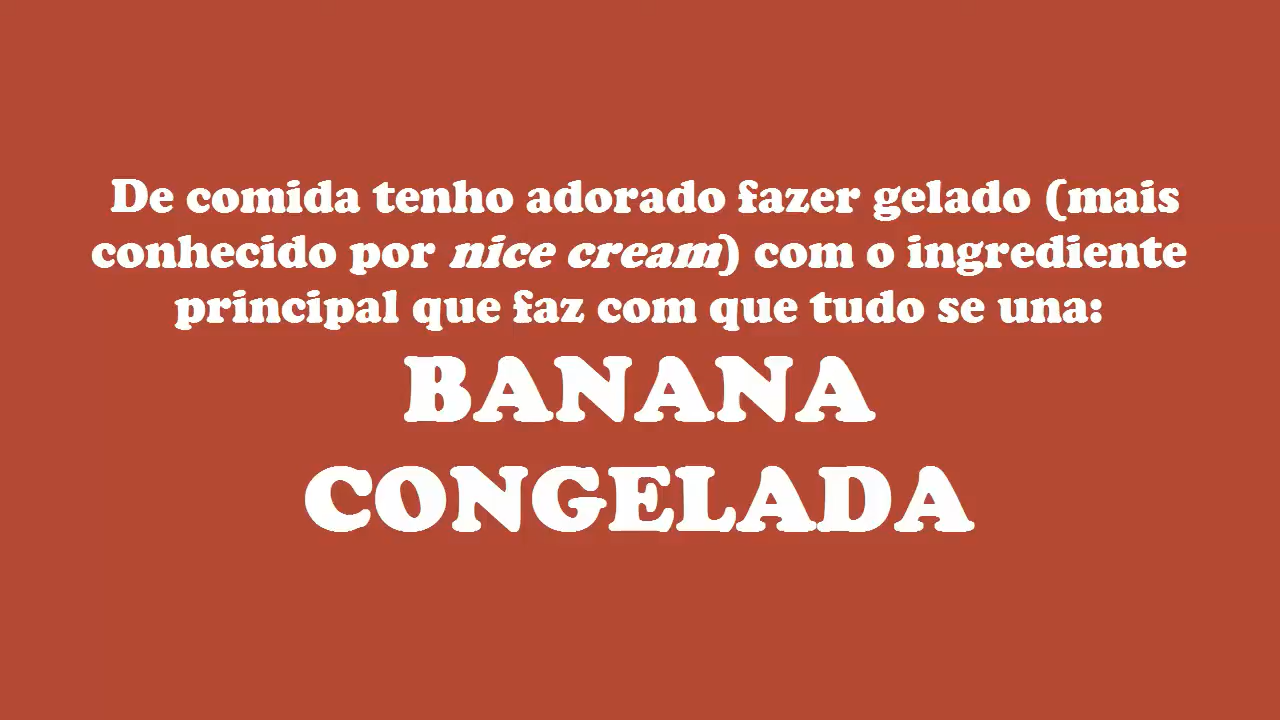 De comida tenho adorado fazer gelado (mais
conhecido por nice cream) com o ingrediente
principal que faz com que tudo se una:
BANANA
CONGELADA